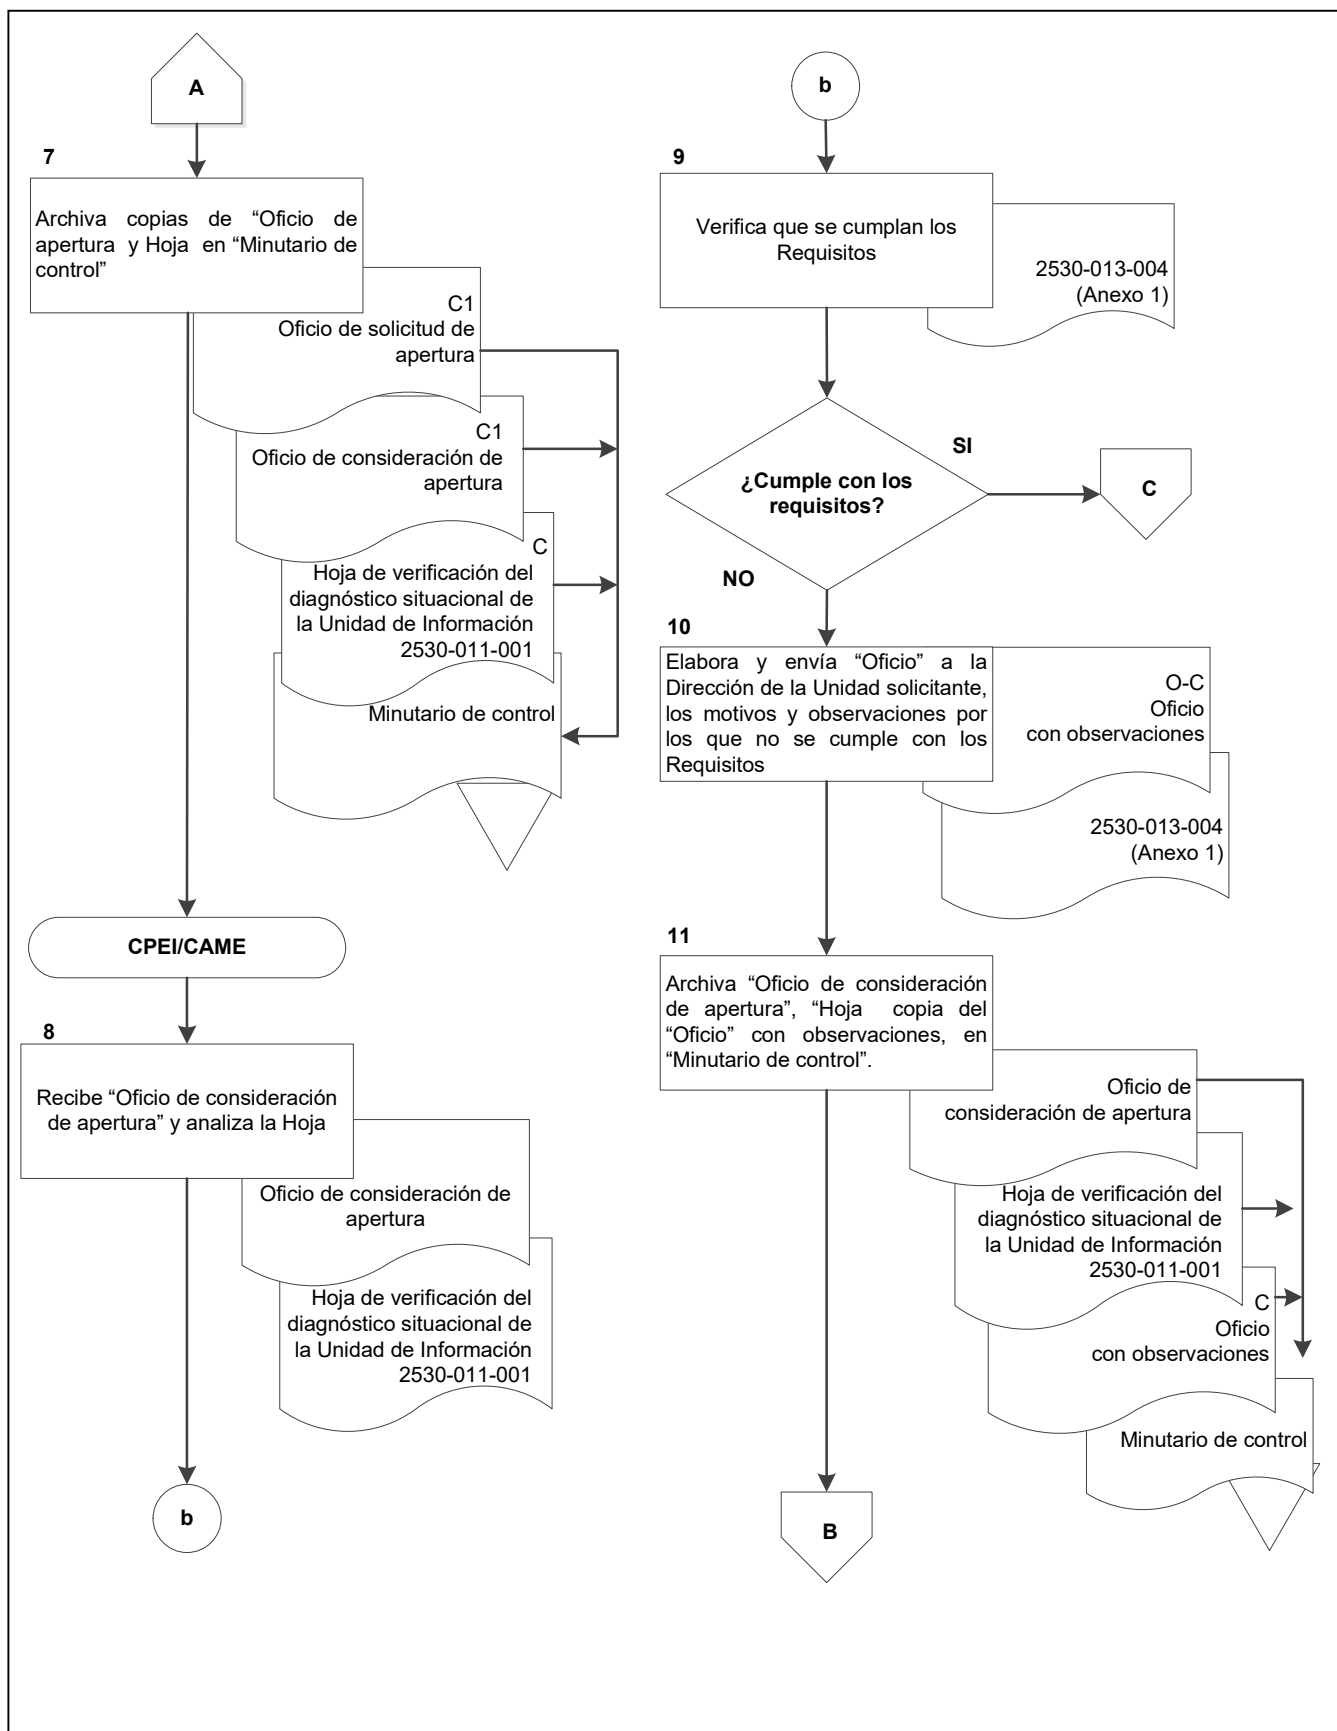 A
7
Archiva copias de “Oficio de
apertura y Hoja en “Minutario de
control”
C1
Oficio de solicitud de
apertura
C1
Oficio de consideración de
apertura
C
Hoja de verificación del
diagnóstico situacional de
la Unidad de Información
2530-011-001
Minutario de control
CPEI/CAME
8
Recibe “Oficio de consideración
de apertura” y analiza la Hoja
Oficio de consideración de
apertura
Hoja de verificación del
diagnóstico situacional de
la Unidad de Información
2530-011-001
b
b
9
Verifica que se cumplan los
Requisitos
2530-013-004
(Anexo 1)
¿Cumple con los
requisitos?
SI
C
NO
10
Elabora y envía “Oficio” a la
Dirección de la Unidad solicitante,
los motivos y observaciones por
los que no se cumple con los
Requisitos
O-C
Oficio
con observaciones
2530-013-004
(Anexo 1)
11
Archiva “Oficio de consideración
de apertura”, “Hoja copia del
“Oficio” con observaciones, en
“Minutario de control”.
Oficio de
consideración de apertura
Hoja de verificación del
diagnóstico situacional de
la Unidad de Información
2530-011-001
C
Oficio
con observaciones
Minutario de control
B